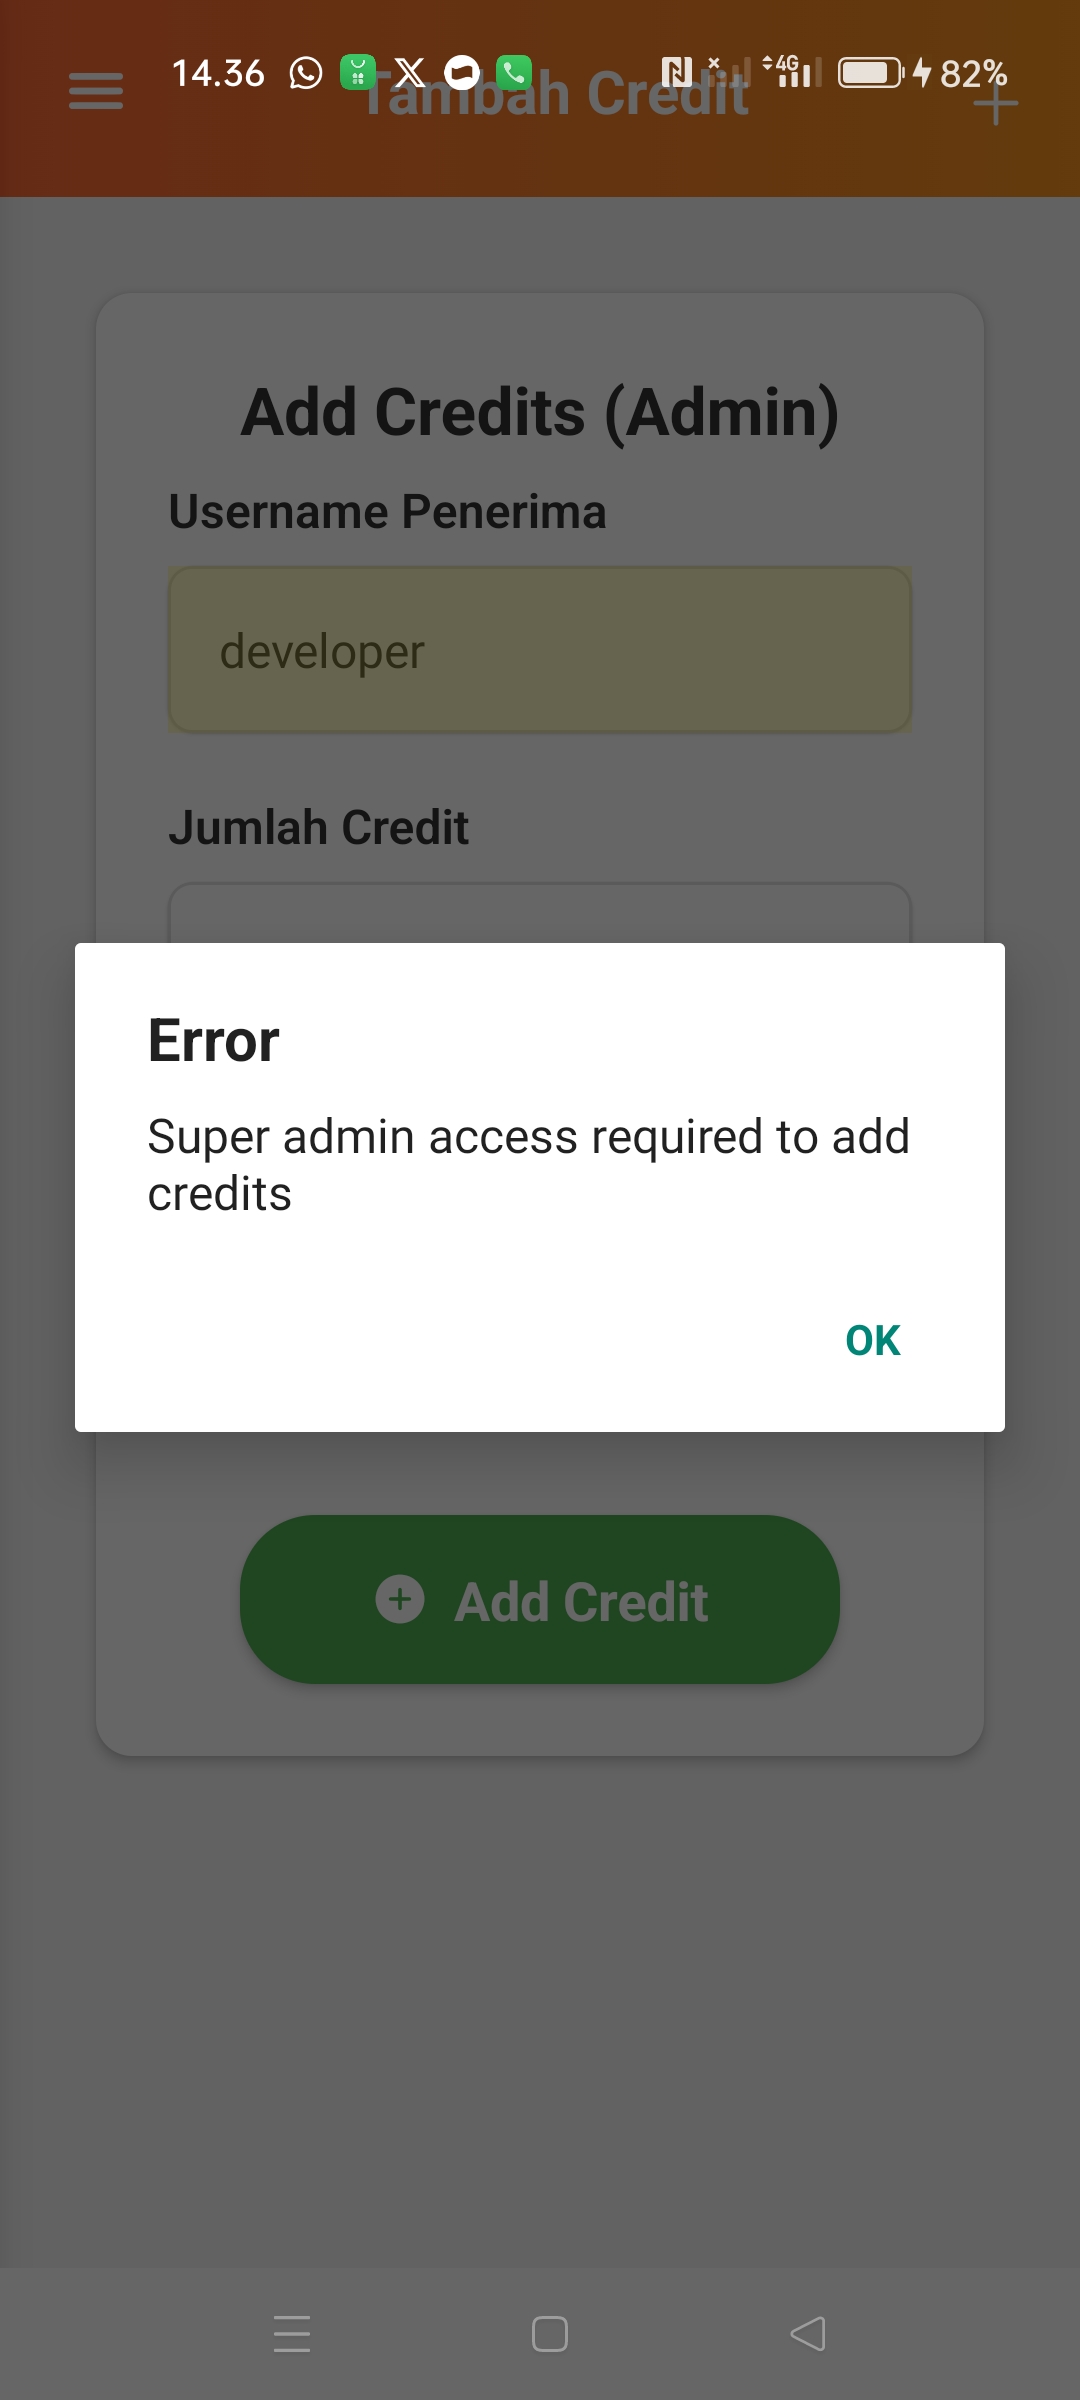 14.36
4G
82%
Tambah Credit
Add Credits (Admin)
Username Penerima
developer
Jumlah Credit
Error
Super admin access required to add
credits
OK
Add Credit